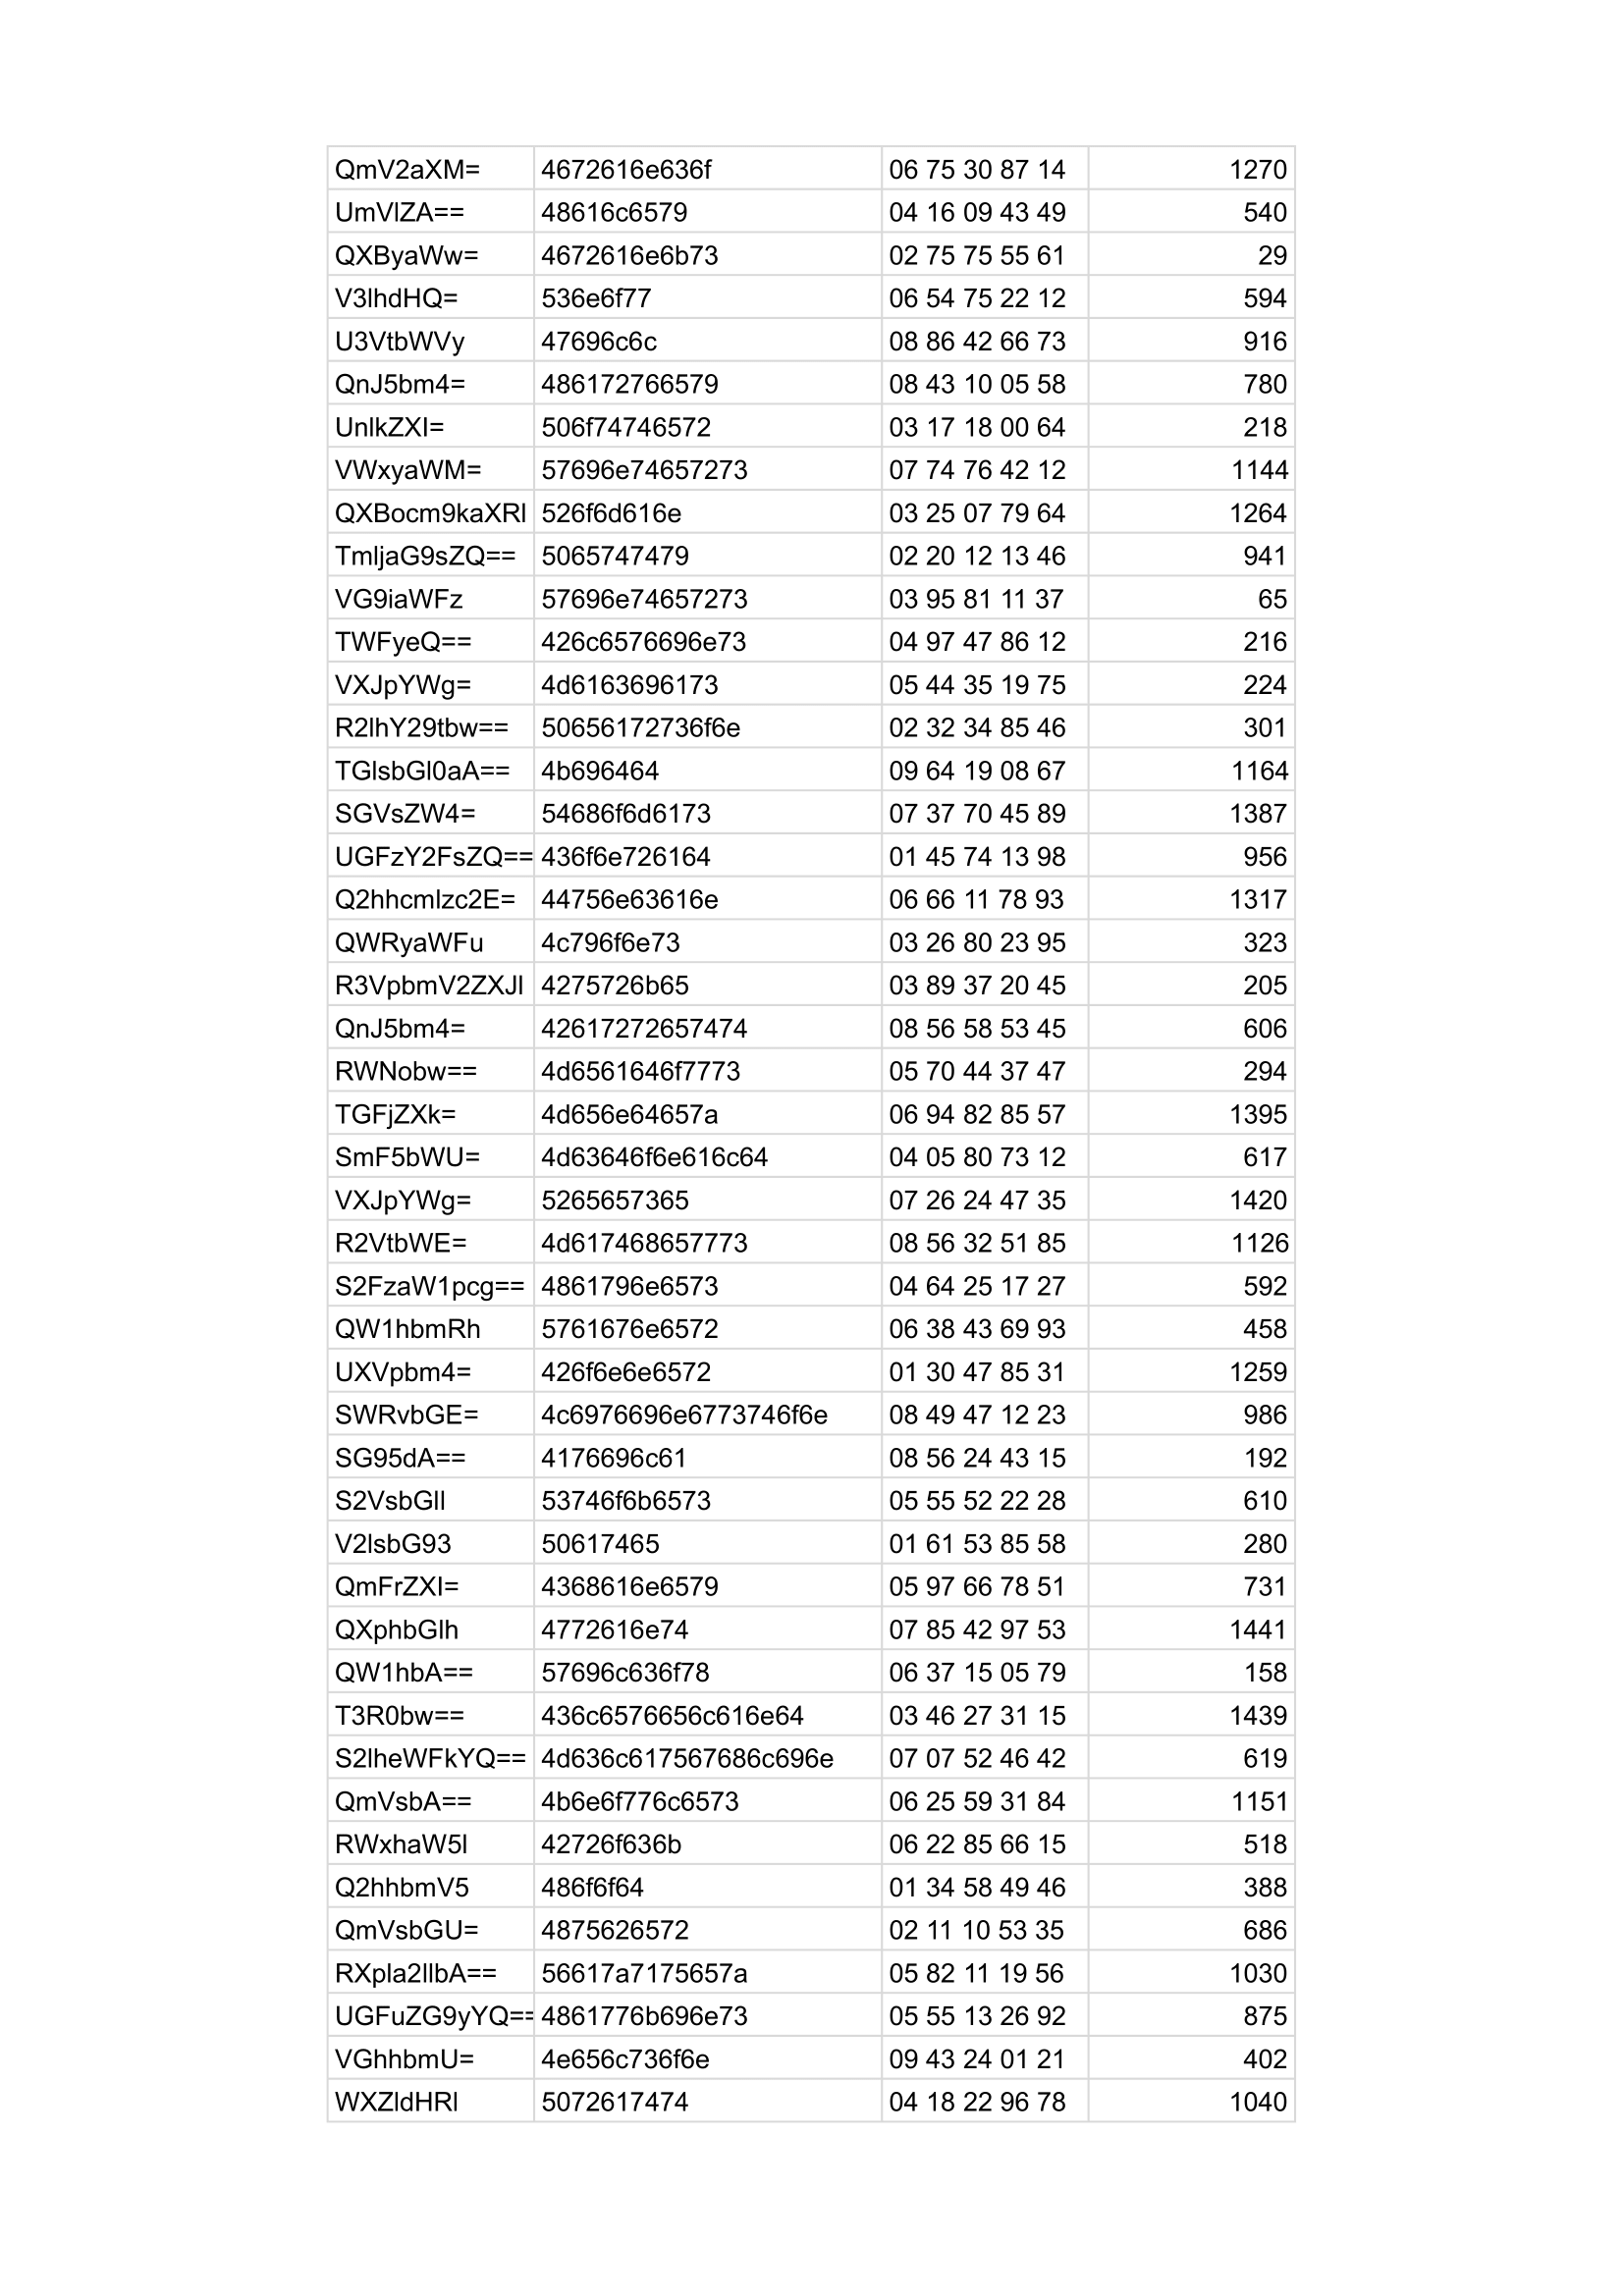 QmV2aXM= 4672616e636f 06 75 30 87 14 1270
UmVlZA== 48616c6579 04 16 09 43 49 540
QXByaWw= 4672616e6b73 02 75 75 55 61 29
V3lhdHQ= 536e6f77 06 54 75 22 12 594
U3VtbWVy 47696c6c 08 86 42 66 73 916
QnJ5bm4= 486172766579 08 43 10 05 58 780
UnlkZXI= 506f74746572 03 17 18 00 64 218
VWxyaWM= 57696e74657273 07 74 76 42 12 1144
QXBocm9kaXRl 526f6d616e 03 25 07 79 64 1264
TmljaG9sZQ== 5065747479 02 20 12 13 46 941
VG9iaWFz 57696e74657273 03 95 81 11 37 65
TWFyeQ== 426c6576696e73 04 97 47 86 12 216
VXJpYWg= 4d6163696173 05 44 35 19 75 224
R2lhY29tbw== 50656172736f6e 02 32 34 85 46 301
TGlsbGl0aA== 4b696464 09 64 19 08 67 1164
SGVsZW4= 54686f6d6173 07 37 70 45 89 1387
UGFzY2FsZQ== 436f6e726164 01 45 74 13 98 956
Q2hhcmlzc2E= 44756e63616e 06 66 11 78 93 1317
QWRyaWFu 4c796f6e73 03 26 80 23 95 323
R3VpbmV2ZXJl 4275726b65 03 89 37 20 45 205
QnJ5bm4= 42617272657474 08 56 58 53 45 606
RWNobw== 4d6561646f7773 05 70 44 37 47 294
TGFjZXk= 4d656e64657a 06 94 82 85 57 1395
SmF5bWU= 4d63646f6e616c64 04 05 80 73 12 617
VXJpYWg= 5265657365 07 26 24 47 35 1420
R2VtbWE= 4d617468657773 08 56 32 51 85 1126
S2FzaW1pcg== 4861796e6573 04 64 25 17 27 592
QW1hbmRh 5761676e6572 06 38 43 69 93 458
UXVpbm4= 426f6e6e6572 01 30 47 85 31 1259
SWRvbGE= 4c6976696e6773746f6e 08 49 47 12 23 986
SG95dA== 4176696c61 08 56 24 43 15 192
S2VsbGll 53746f6b6573 05 55 52 22 28 610
V2lsbG93 50617465 01 61 53 85 58 280
QmFrZXI= 4368616e6579 05 97 66 78 51 731
QXphbGlh 4772616e74 07 85 42 97 53 1441
QW1hbA== 57696c636f78 06 37 15 05 79 158
T3R0bw== 436c6576656c616e64 03 46 27 31 15 1439
S2lheWFkYQ== 4d636c617567686c696e 07 07 52 46 42 619
QmVsbA== 4b6e6f776c6573 06 25 59 31 84 1151
RWxhaW5l 42726f636b 06 22 85 66 15 518
Q2hhbmV5 486f6f64 01 34 58 49 46 388
QmVsbGU= 4875626572 02 11 10 53 35 686
RXpla2llbA== 56617a7175657a 05 82 11 19 56 1030
UGFuZG9yYQ== 4861776b696e73 05 55 13 26 92 875
VGhhbmU= 4e656c736f6e 09 43 24 01 21 402
WXZldHRl 5072617474 04 18 22 96 78 1040